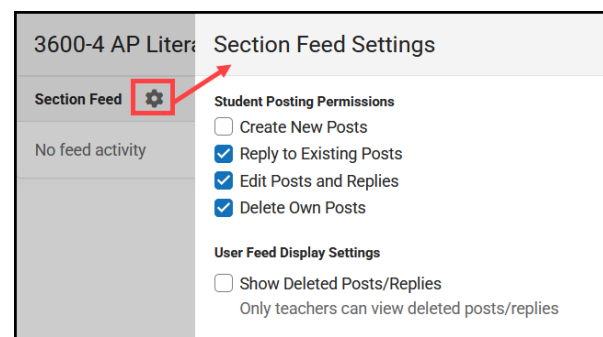 3600-4 AP Litera
Section Feed Settings
Section Feed
Student Posting Permissions
Create New Posts
No feed activity
Reply to Existing Posts
Edit Posts and Replies
Delete Own Posts
User Feed Display Settings
Show Deleted Posts/Replies
Only teachers can view deleted posts/replies